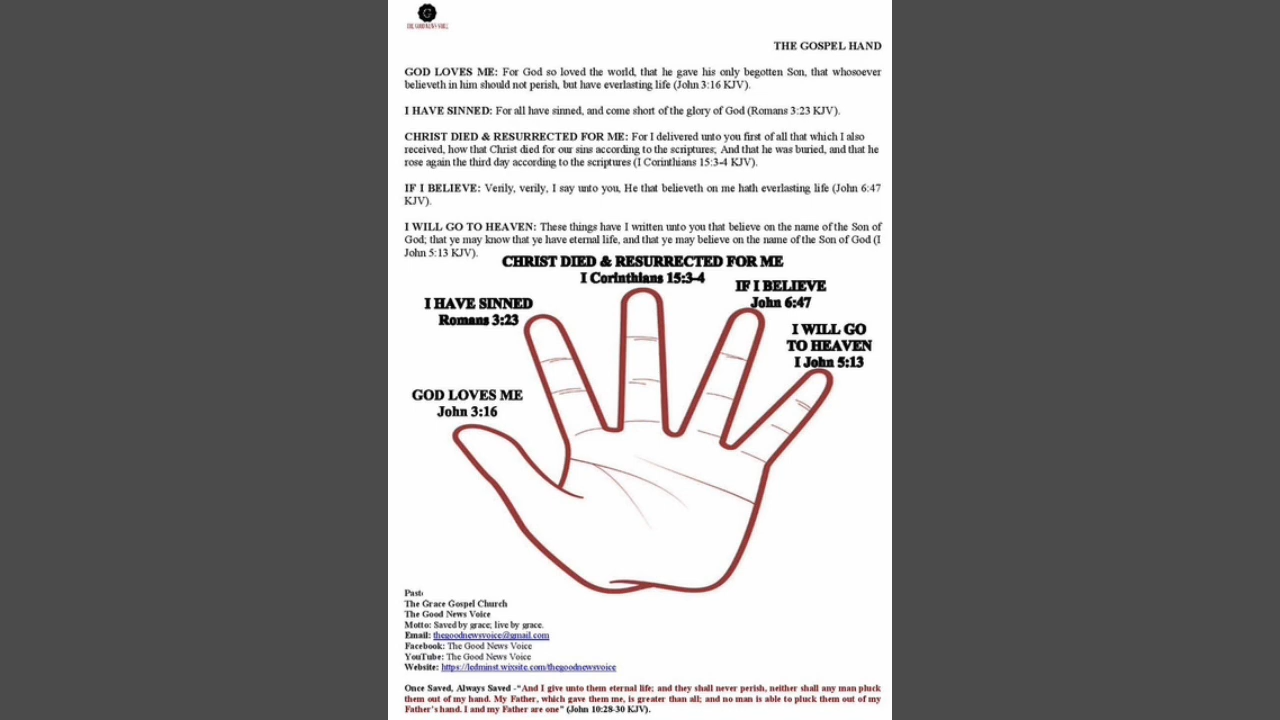 G
THE GOOD NEWS VOICE
THE GOSPEL HAND
GOD LOVES ME: For God so loved the world, that he gave his only begotten Son, that whosoever
believeth in him should not perish, but have everlasting life (John 3:16 KJV).
I HAVE SINNED: For all have sinned, and come short of the glory of God (Romans 3:23 KJV).
CHRIST DIED & RESURRECTED FOR ME: For I delivered unto you first of all that which I also
received, how that Christ died for our sins according to the scriptures; And that he was buried, and that he
rose again the third day according to the scriptures (I Corinthians 15:3-4 KJV).
IF I BELIEVE: Verily, verily, I say unto you, He that believeth on me hath everlasting life (John 6:47
KJV).
I WILL GO TO HEAVEN: These things have I written unto you that believe on the name of the Son of
God; that ye may know that ye have eternal life, and that ye may believe on the name of the Son of God (I
John 5:13 KJV).
CHRIST DIED & RESURRECTED FOR ME
I Corinthians 15:3-4
IF I BELIEVE
John 6:47
I HAVE SINNED
Romans 3:23
I WILL GO
TO HEAVEN
I John 5:13
GOD LOVES ME
John 3:16
Past
The Grace Gospel Church
The Good News Voice
Motto: Saved by grace; live by grace.
Email: thegoodnewsvoice@gmail.com
Facebook: The Good News Voice
YouTube: The Good News Voice
Website: https://ledminst.wixsite.com/thegoodnewsvoice
Once Saved, Always Saved -"And I give unto them eternal life; and they shall never perish, neither shall any man pluck
them out of my hand. My Father, which gave them me, is greater than all; and no man is able to pluck them out of my
Father's hand. I and my Father are one" (John 10:28-30 KJV).